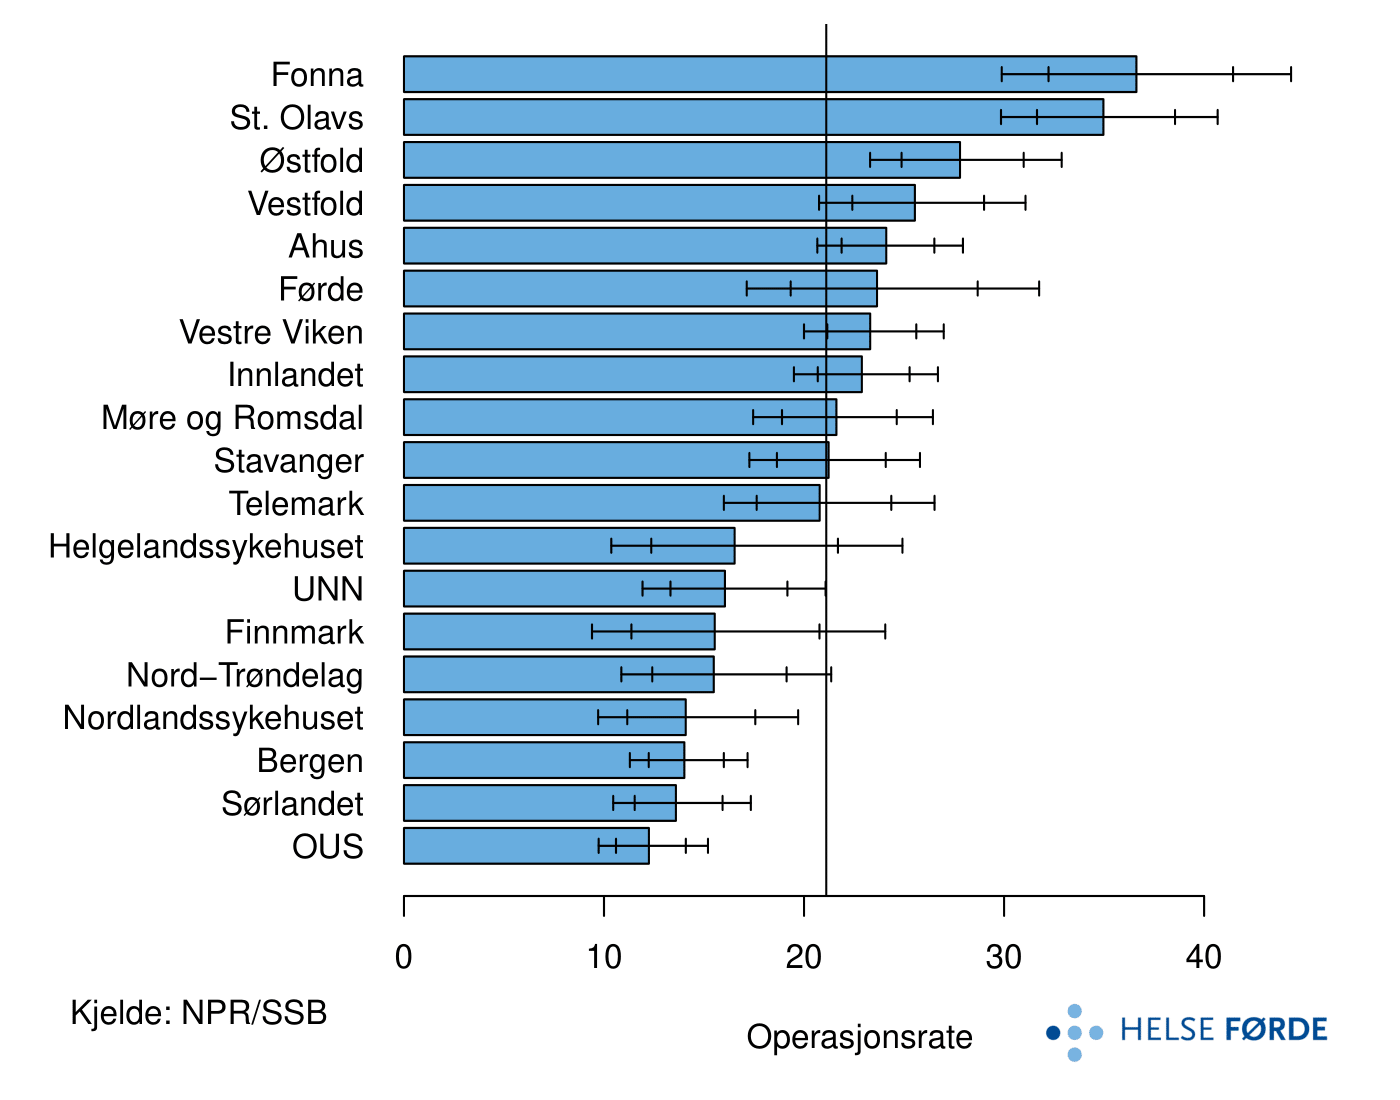 Fonna
St. Olavs
Østfold
Vestfold
Ahus
Førde
Vestre Viken
Innlandet
Møre og Romsdal
Stavanger
Telemark
Helgelandssykehuset
UNN
Finnmark
Nord−Trøndelag
Nordlandssykehuset
Bergen
Sørlandet
OUS
0 10 20 30 40
Kjelde: NPR/SSB
Operasjonsrate
HELSE FØRDE